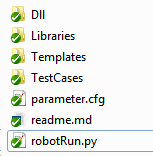 Dll
Libraries
Templates
TestCases
parameter.cfg
readme.md
robotRun.py